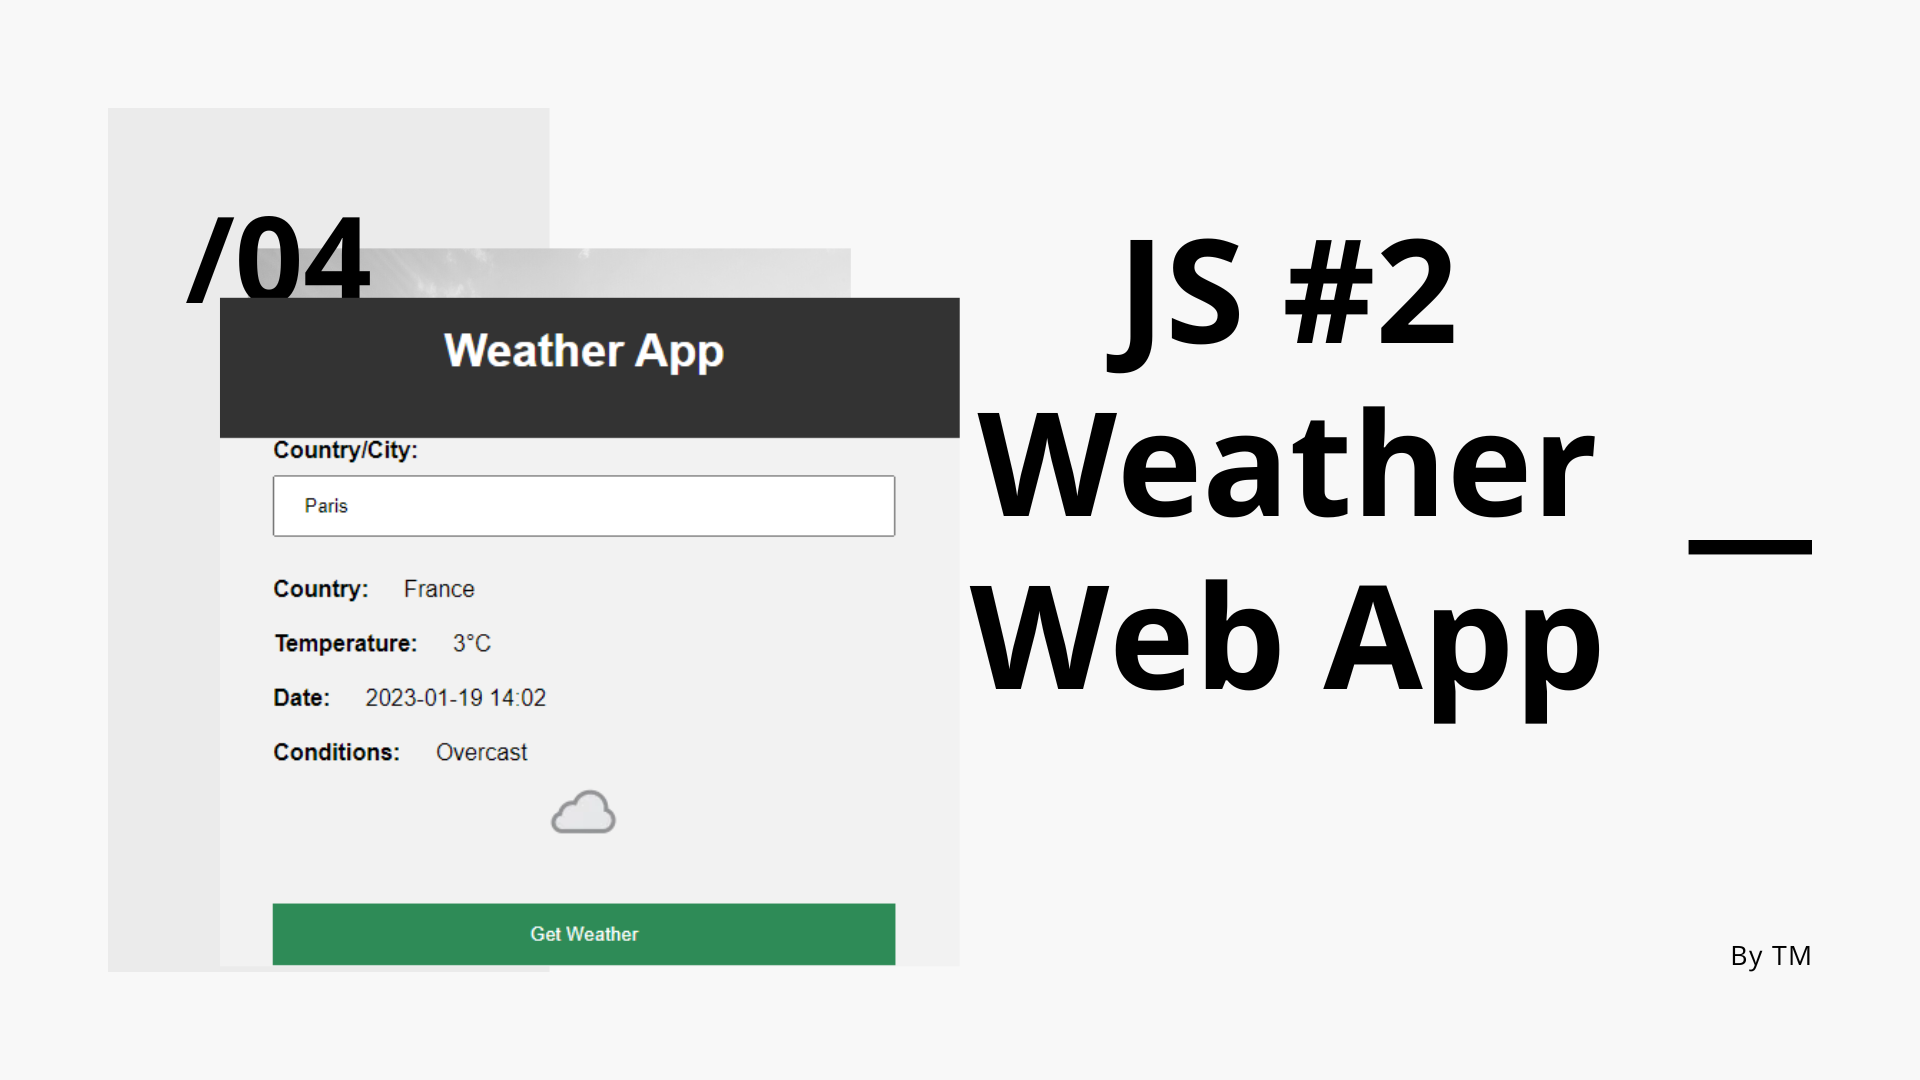 /04
Weather App
Country/City:
Paris
Country: France
Temperature: 3°C
Date: 2023-01-19 14:02
Conditions: Overcast
Get Weather
JS #2
Weather
Web App
By TM